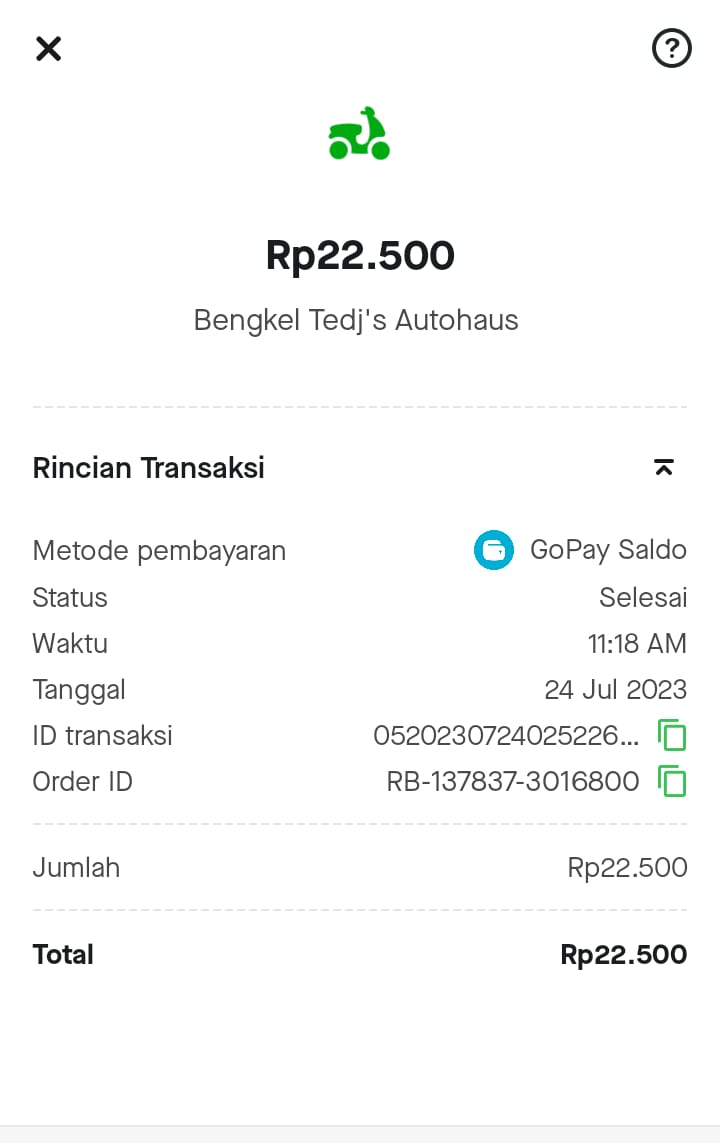 ?
Rp22.500
Bengkel Tedj's Autohaus
Rincian Transaksi
Metode pembayaran GoPay Saldo
Status Selesai
Waktu 11:18 AM
Tanggal 24 Jul 2023
ID transaksi 0520230724025226...
Order ID RB-137837-3016800
Jumlah Rp22.500
Total Rp22.500